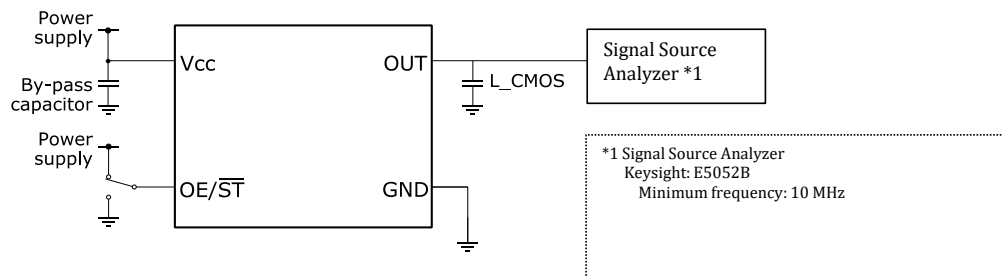 Power
supply
Vcc
By-pass
capacitor
Power
supply
OE/ST
OUT
L_CMOS
GND
Signal Source
Analyzer *1
*1 Signal Source Analyzer
Keysight: E5052B
Minimum frequency: 10 MHz